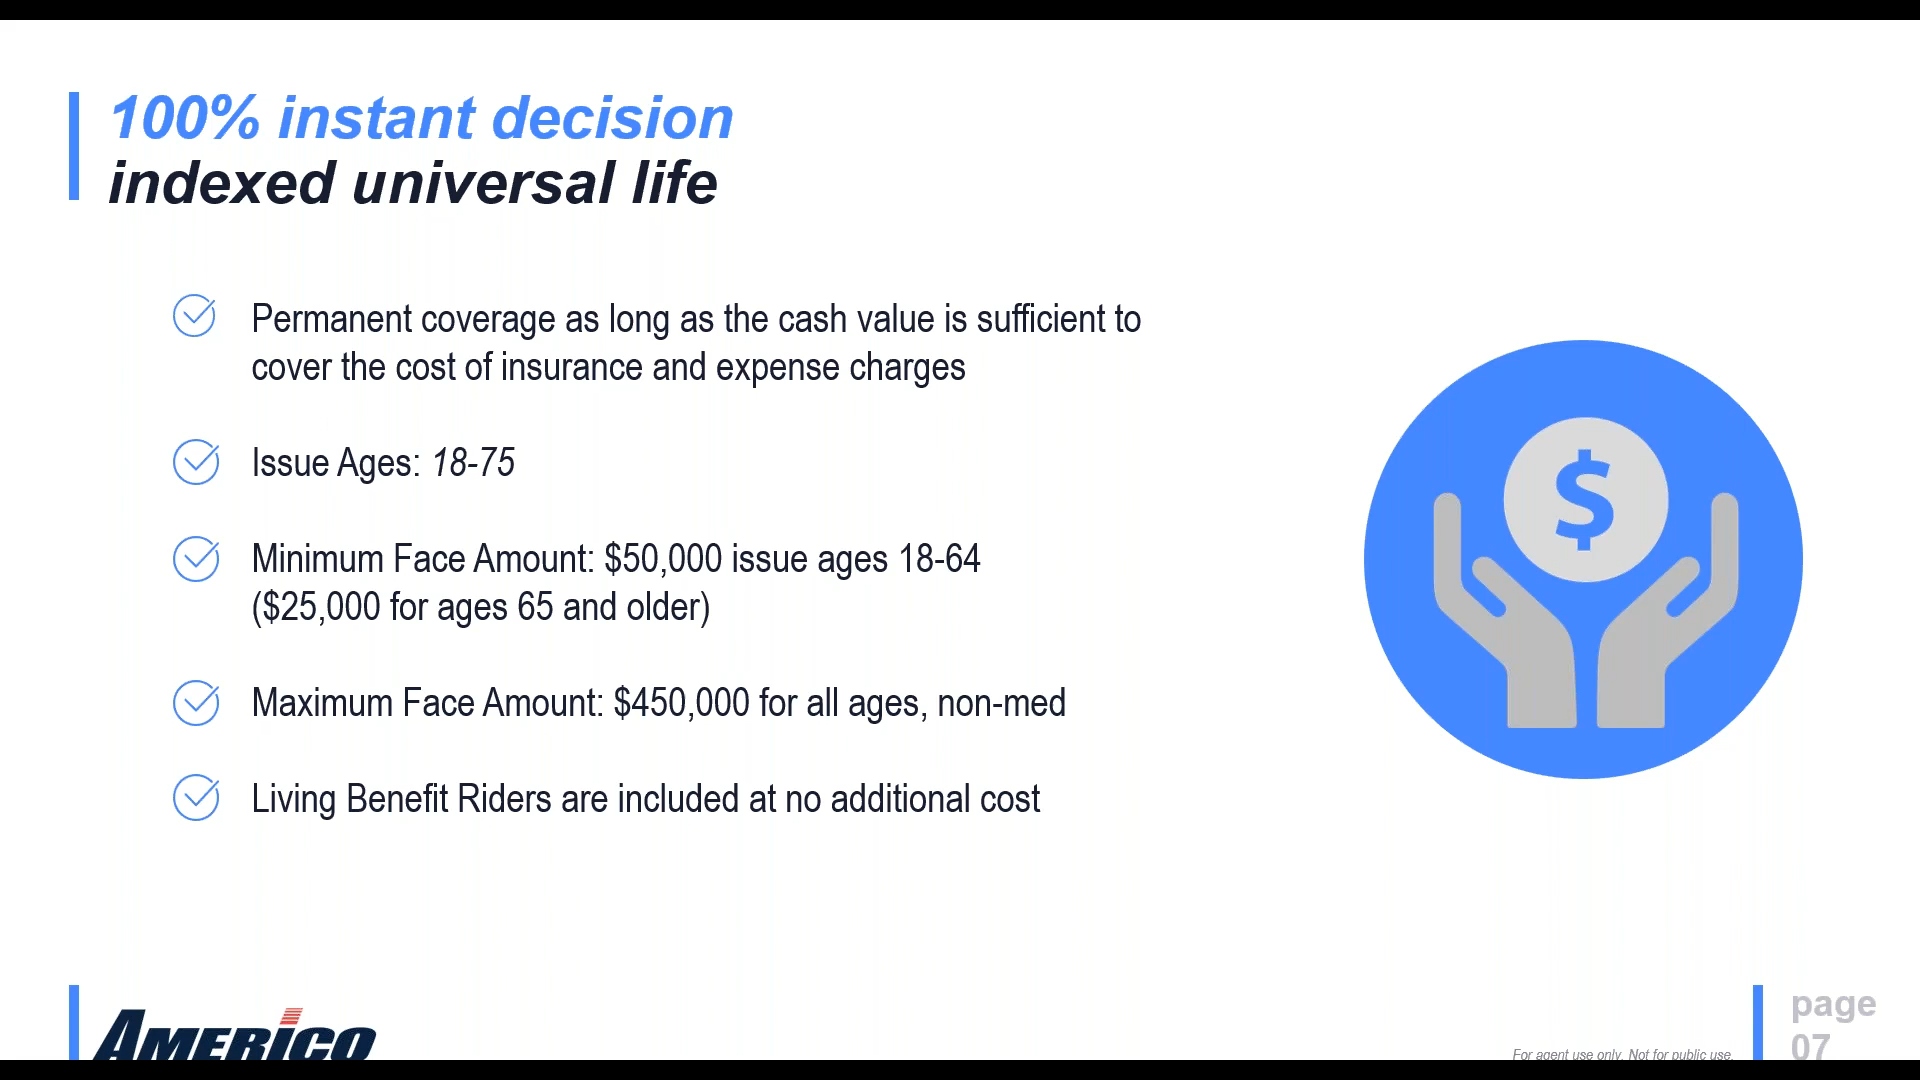 100% instant decision
indexed universal life
Permanent coverage as long as the cash value is sufficient to
cover the cost of insurance and expense charges
Issue Ages: 18-75
Minimum Face Amount: $50,000 issue ages 18-64
($25,000 for ages 65 and older)
Maximum Face Amount: $450,000 for all ages, non-med
Living Benefit Riders are included at no additional cost
$
AMERICO
For agent use only. Not for public use.
page
07